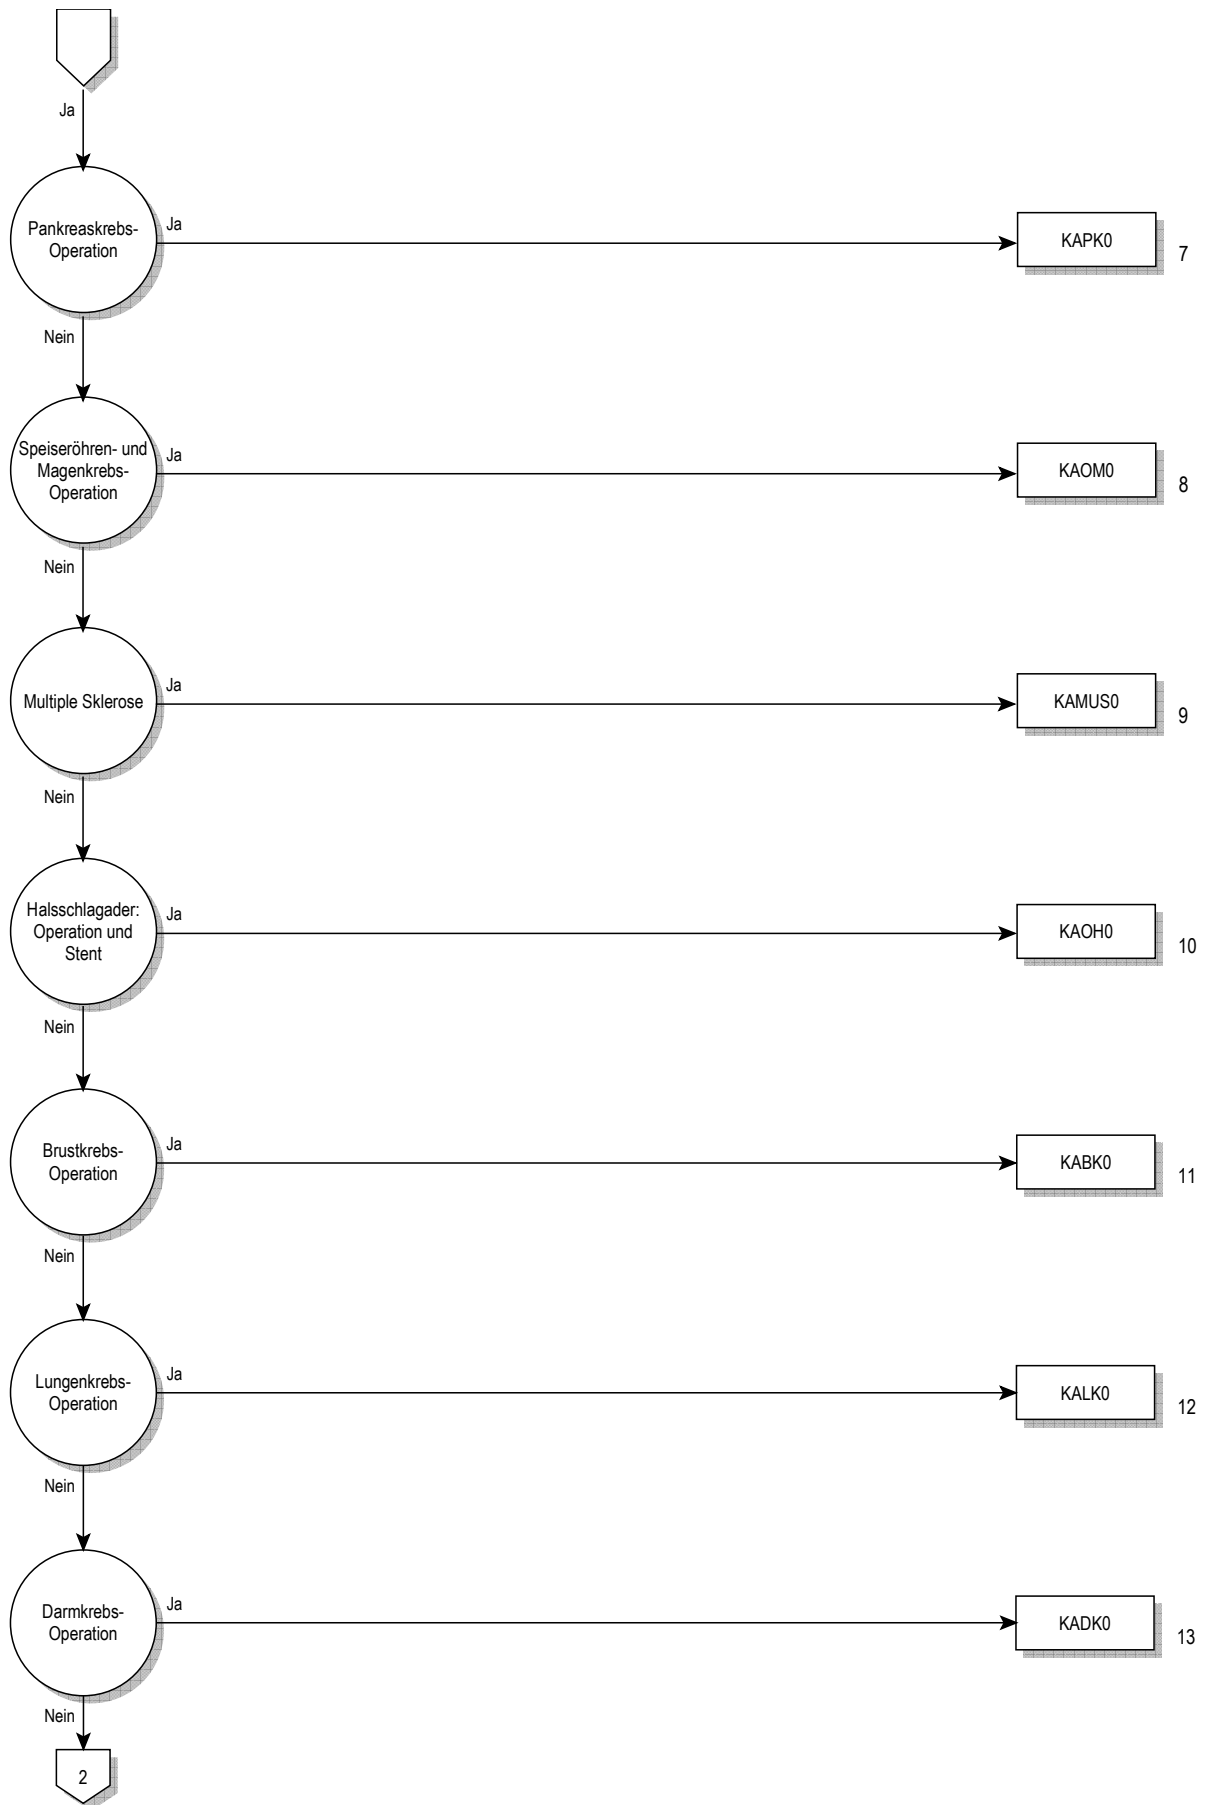 Ja
Pankreaskrebs-
Operation
Ja
KAPK0
7
Nein
Speiseröhren- und
Magenkrebs-
Operation
Ja
KAOM0
8
Nein
Multiple Sklerose
Ja
KAMUS0
9
Nein
Halsschlagader:
Operation und
Stent
Ja
KAOH0
10
Nein
Brustkrebs-
Operation
Ja
KABK0
11
Nein
Lungenkrebs-
Operation
Ja
KALK0
12
Nein
Darmkrebs-
Operation
Ja
KADK0
13
Nein
2